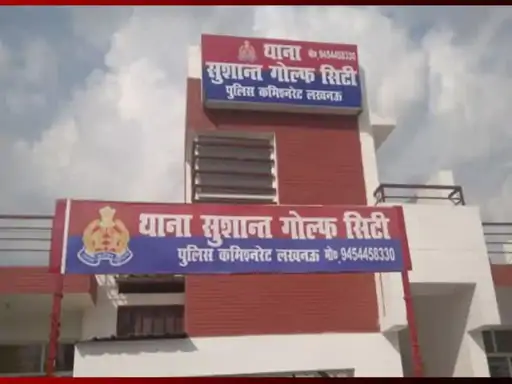 थाना मो० 9454458330
सुशान्त गोल्फ सिटी
पुलिस कमिश्नरेट लखनऊ
थाना सुशान्त गोल्फ सिटी
पुलिस कमिश्नरेट लखनऊ मो०.9454458330